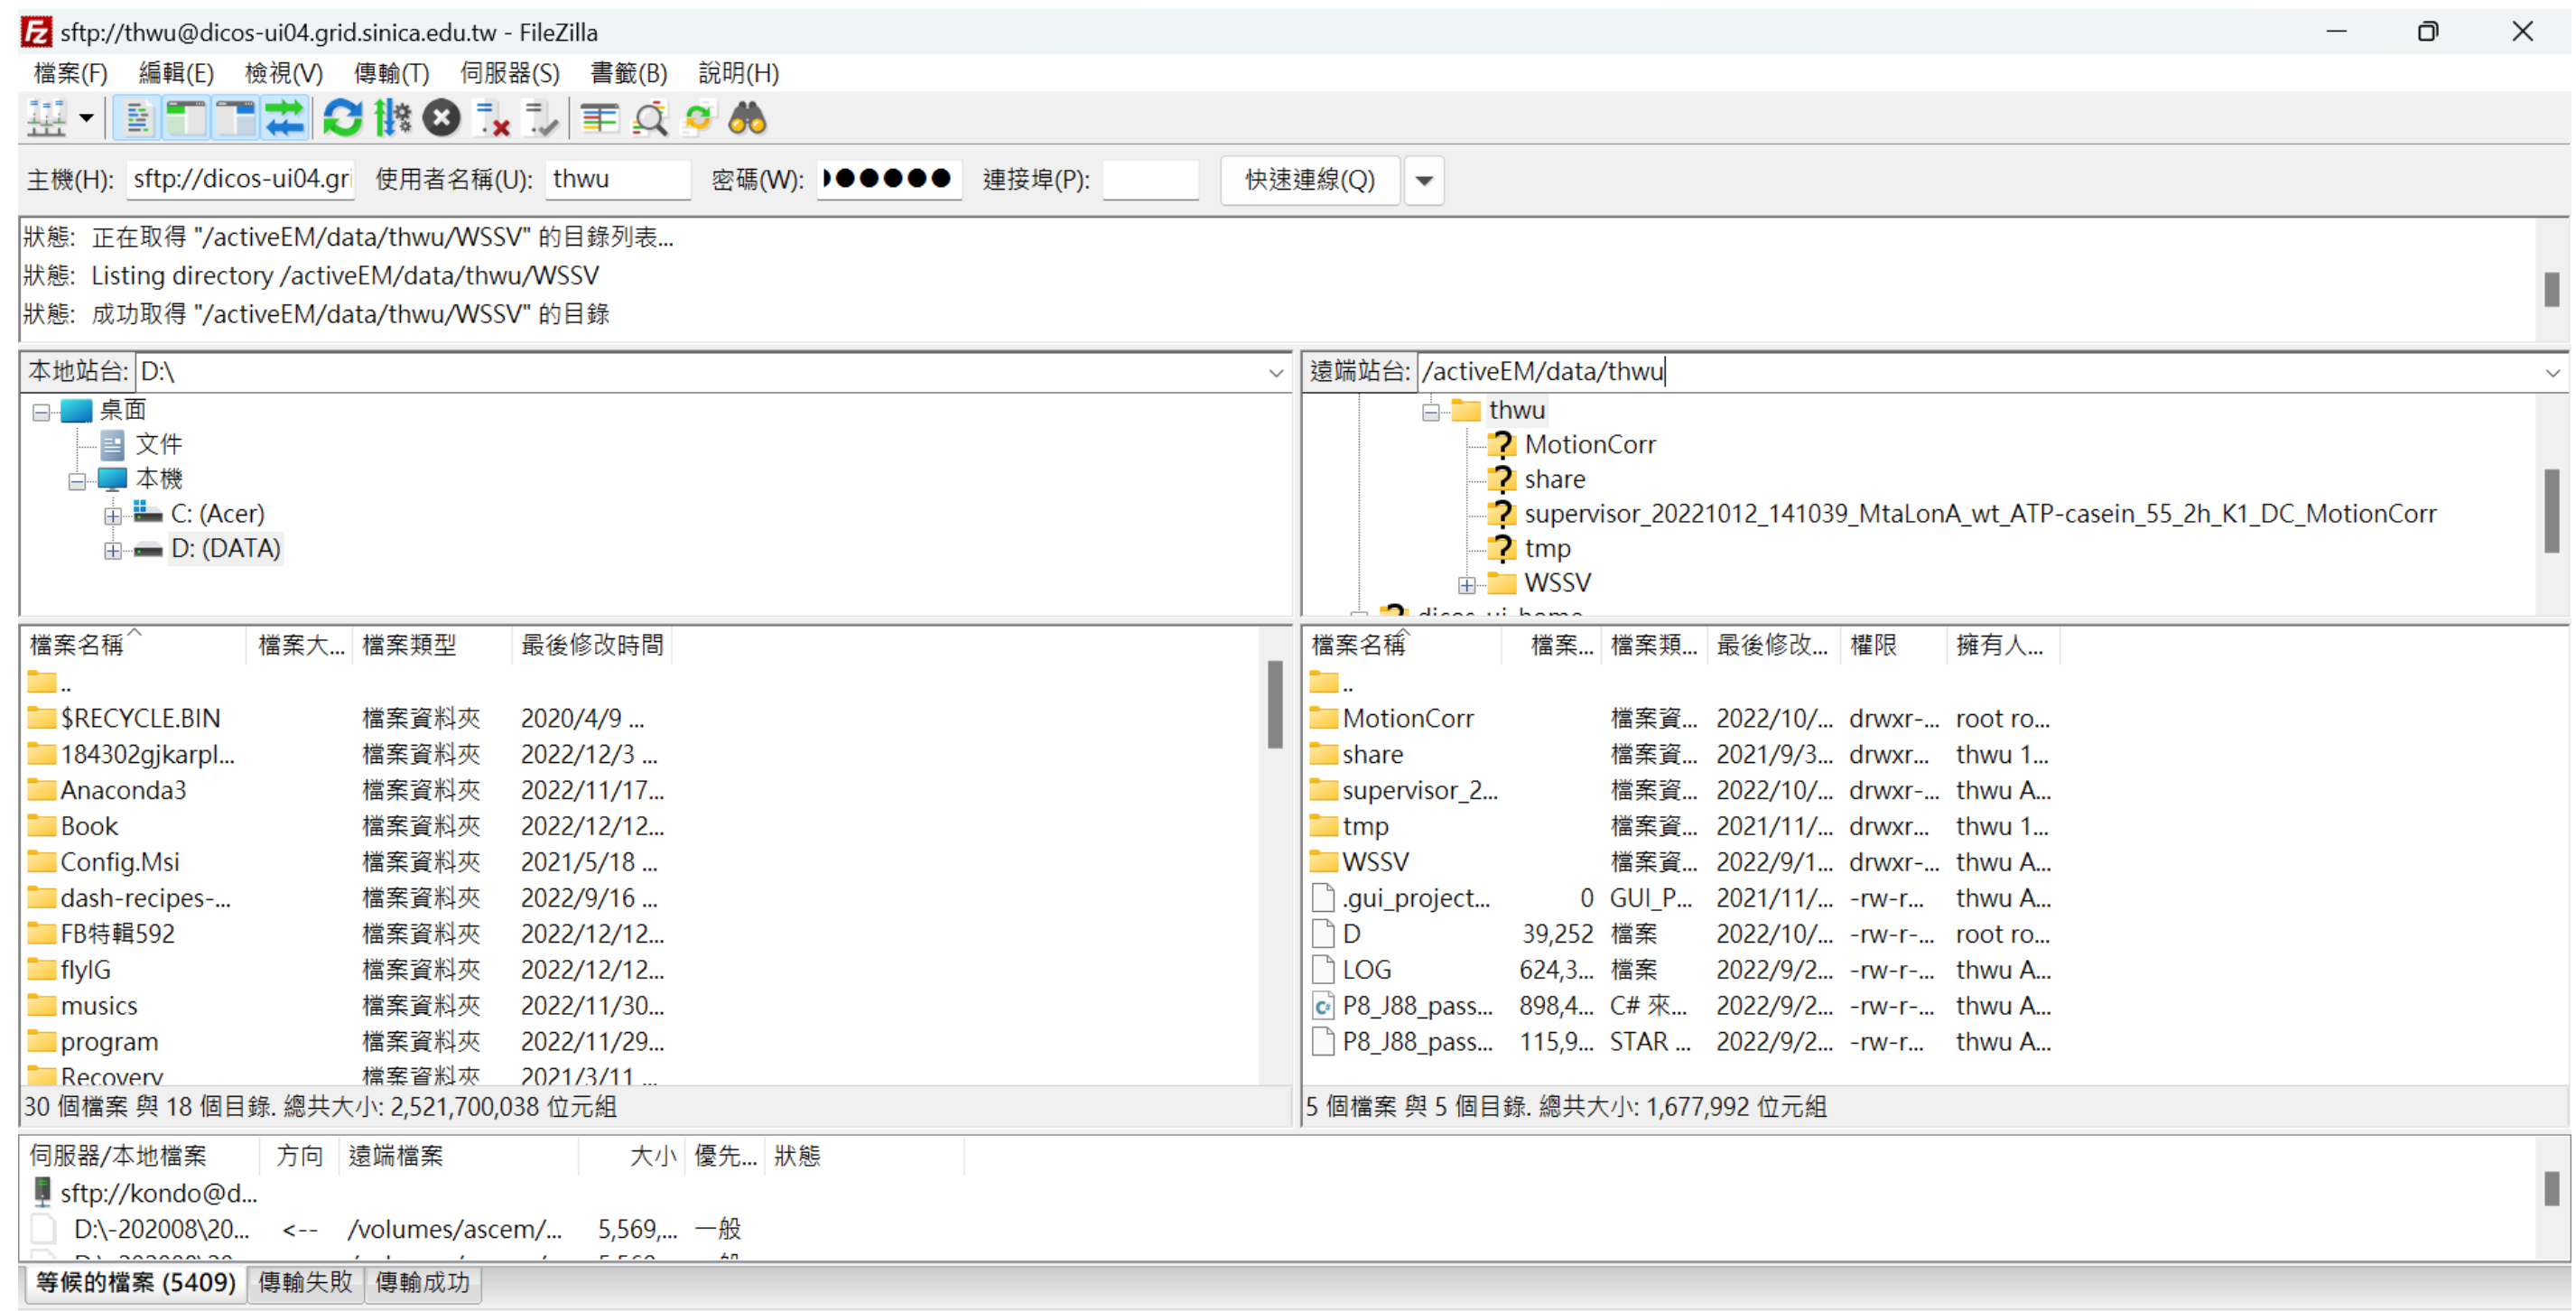 sftp://thwu@dicos-ui04.grid.sinica.edu.tw - FileZilla
檔案(F) 編輯(E) 檢視(V) 傳輸(T) 伺服器(S) 書籤(B) 說明(H)
主機(H): sftp://dicos-ui04.gri 使用者名稱(U): thwu 密碼(W): ●●●●●● 連接埠(P): 快速連線(Q)
狀態: 正在取得 "/activeEM/data/thwu/WSSV" 的目錄列表...
狀態: Listing directory /activeEM/data/thwu/WSSV
狀態: 成功取得 "/activeEM/data/thwu/WSSV" 的目錄
本地站台: D:\
桌面
文件
本機
C: (Acer)
D: (DATA)
遠端站台: /activeEM/data/thwu
thwu
MotionCorr
share
supervisor_20221012_141039_MtaLonA_wt_ATP-casein_55_2h_K1_DC_MotionCorr
tmp
WSSV
檔案名稱 檔案大... 檔案類型 最後修改時間
..
$RECYCLE.BIN 檔案資料夾 2020/4/9 ...
184302gjkarpl... 檔案資料夾 2022/12/3 ...
Anaconda3 檔案資料夾 2022/11/17...
Book 檔案資料夾 2022/12/12...
Config.Msi 檔案資料夾 2021/5/18 ...
dash-recipes-... 檔案資料夾 2022/9/16 ...
FB特輯592 檔案資料夾 2022/12/12...
flylG 檔案資料夾 2022/12/12...
musics 檔案資料夾 2022/11/30...
program 檔案資料夾 2022/11/29...
Recovery 檔案資料夾 2021/3/11 ...
30 個檔案 與 18 個目錄. 總共大小: 2,521,700,038 位元組
檔案名稱 檔案... 檔案類... 最後修改... 權限 擁有人...
..
MotionCorr 檔案資... 2022/10/... drwxr-... root ro...
share 檔案資... 2021/9/3... drwxr... thwu 1...
supervisor_2... 檔案資... 2022/10/... drwxr-... thwu A...
tmp 檔案資... 2021/11/... drwxr... thwu 1...
WSSV 檔案資... 2022/9/1... drwxr-... thwu A...
.gui_project... 0 GUI_P... 2021/11/... -rw-r... thwu A...
D 39,252 檔案 2022/10/... -rw-r-... root ro...
LOG 624,3... 檔案 2022/9/2... -rw-r-... thwu A...
P8_J88_pass... 898,4... C# 來... 2022/9/2... -rw-r-... thwu A...
P8_J88_pass... 115,9... STAR ... 2022/9/2... -rw-r... thwu A...
5 個檔案 與 5 個目錄. 總共大小: 1,677,992 位元組
伺服器/本地檔案 方向 遠端檔案 大小 優先... 狀態
sftp://kondo@d...
D:\-202008\20... <-- /volumes/ascem/... 5,569,... 一般
等候的檔案 (5409) 傳輸失敗 傳輸成功